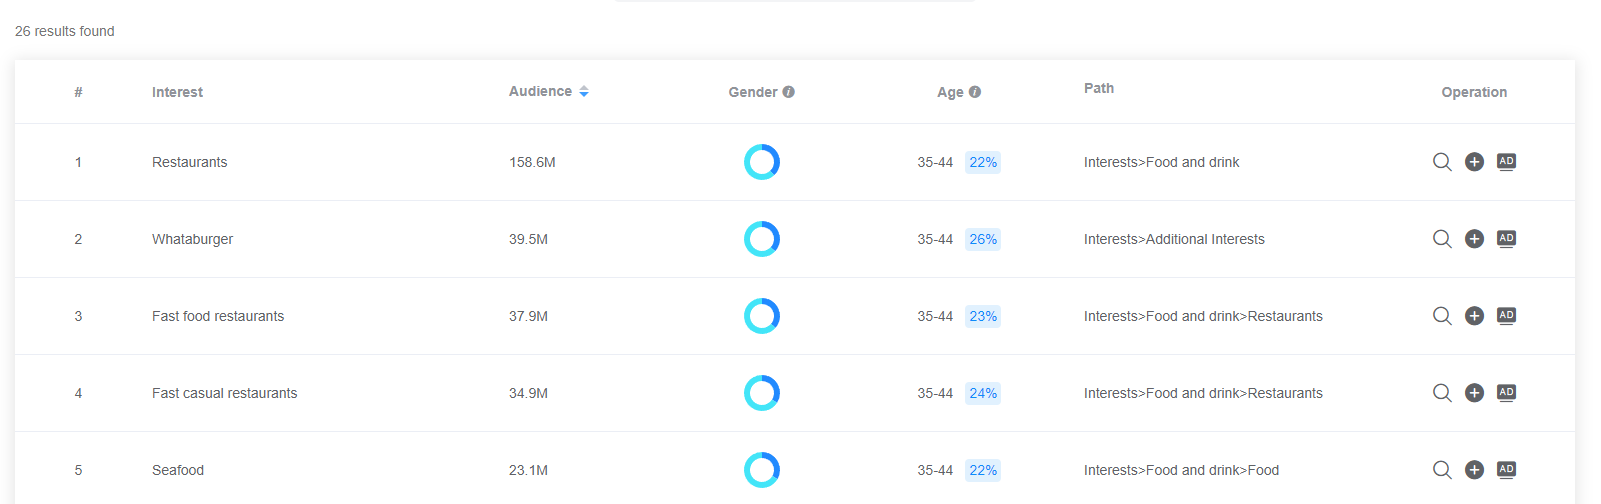 26 results found
# Interest Audience Gender i Age i Path Operation
1 Restaurants 158.6M 35-44 22% Interests>Food and drink AD
2 Whataburger 39.5M 35-44 26% Interests>Additional Interests AD
3 Fast food restaurants 37.9M 35-44 23% Interests>Food and drink>Restaurants AD
4 Fast casual restaurants 34.9M 35-44 24% Interests>Food and drink>Restaurants AD
5 Seafood 23.1M 35-44 22% Interests>Food and drink>Food AD